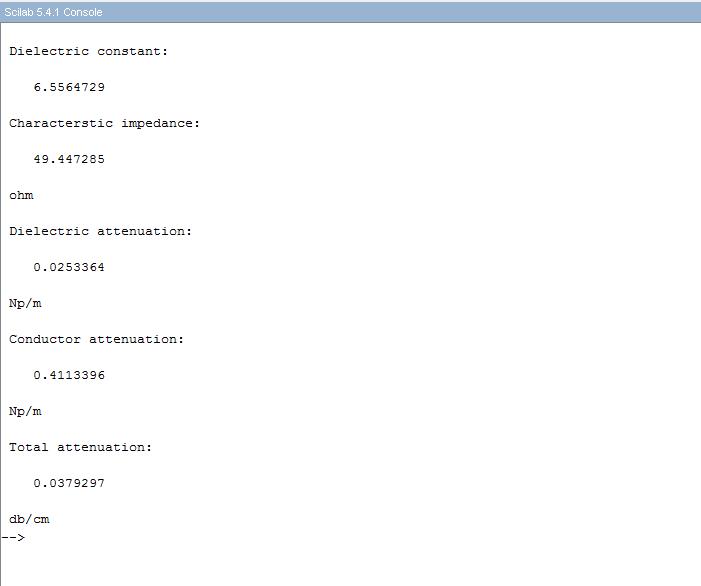 Scilab 5.4.1 Console
Dielectric constant:
6.5564729
Characterstic impedance:
49.447285
ohm
Dielectric attenuation:
0.0253364
Np/m
Conductor attenuation:
0.4113396
Np/m
Total attenuation:
0.0379297
db/cm
-->